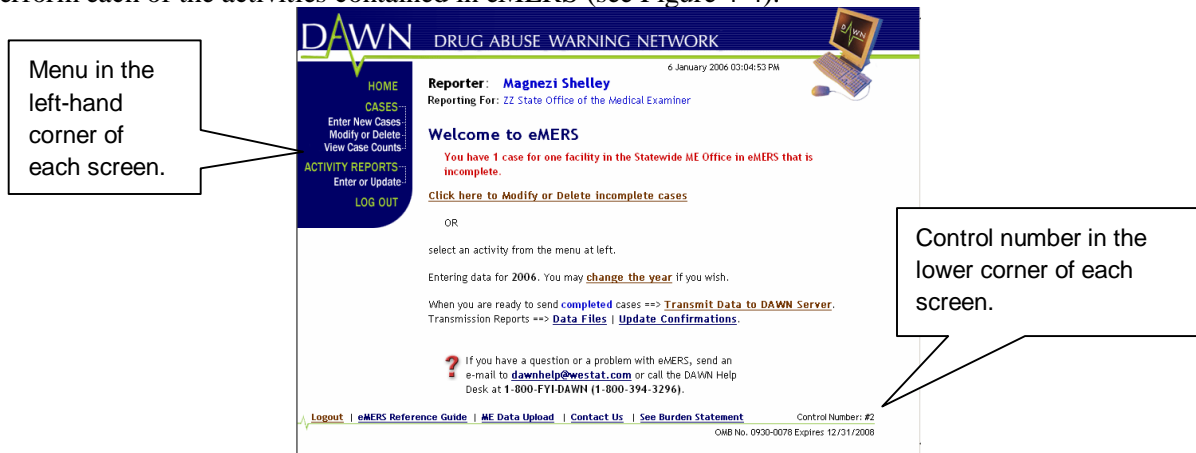 erform each of the activities contained in eMERS (see Figure 4-4).
DAWN DRUG ABUSE WARNING NETWORK
DAWN
6 January 2006 03:04:53 PM
Menu in the
left-hand
corner of
each screen.
HOME
CASES
Enter New Cases
Modify or Delete
View Case Counts
ACTIVITY REPORTS
Enter or Update
LOG OUT
Reporter: Magnezi Shelley
Reporting For: ZZ State Office of the Medical Examiner
Welcome to eMERS
You have 1 case for one facility in the Statewide ME Office in eMERS that is
incomplete.
Click here to Modify or Delete incomplete cases
OR
select an activity from the menu at left.
Entering data for 2006. You may change the year if you wish.
When you are ready to send completed cases ==> Transmit Data to DAWN Server.
Transmission Reports ==> Data Files | Update Confirmations.
Control number in the
lower corner of each
screen.
? If you have a question or a problem with eMERS, send an
e-mail to dawnhelp@westat.com or call the DAWN Help
Desk at 1-800-FYI-DAWN (1-800-394-3296).
Logout | eMERS Reference Guide | ME Data Upload | Contact Us | See Burden Statement Control Number: #2
OMB No. 0930-0078 Expires 12/31/2008